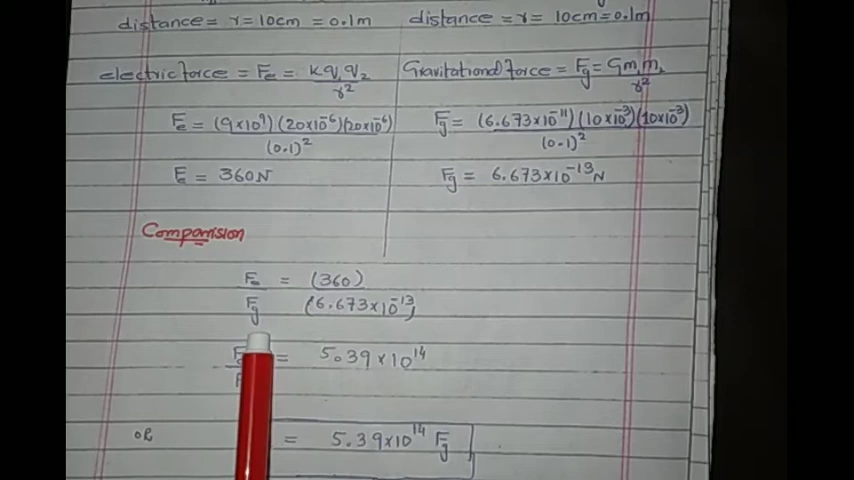 distance = r = 10cm = 0.1m
distance = r = 10cm = 0.1m
electric force = Fe = Kq₁q₂ / r²
Gravitational force = Fg = Gm₁m₂ / r²
Fe = (9×10⁹)(20×10⁻⁶)(20×10⁻⁶) / (0.1)²
Fg = (6.673×10⁻¹¹)(10×10⁻³)(10×10⁻³) / (0.1)²
Fe = 360N
Fg = 6.673×10⁻¹³N
Comparision
Fe / Fg = (360) / (6.673×10⁻¹³)
= 5.39×10¹⁴
OR = 5.39×10¹⁴ Fg